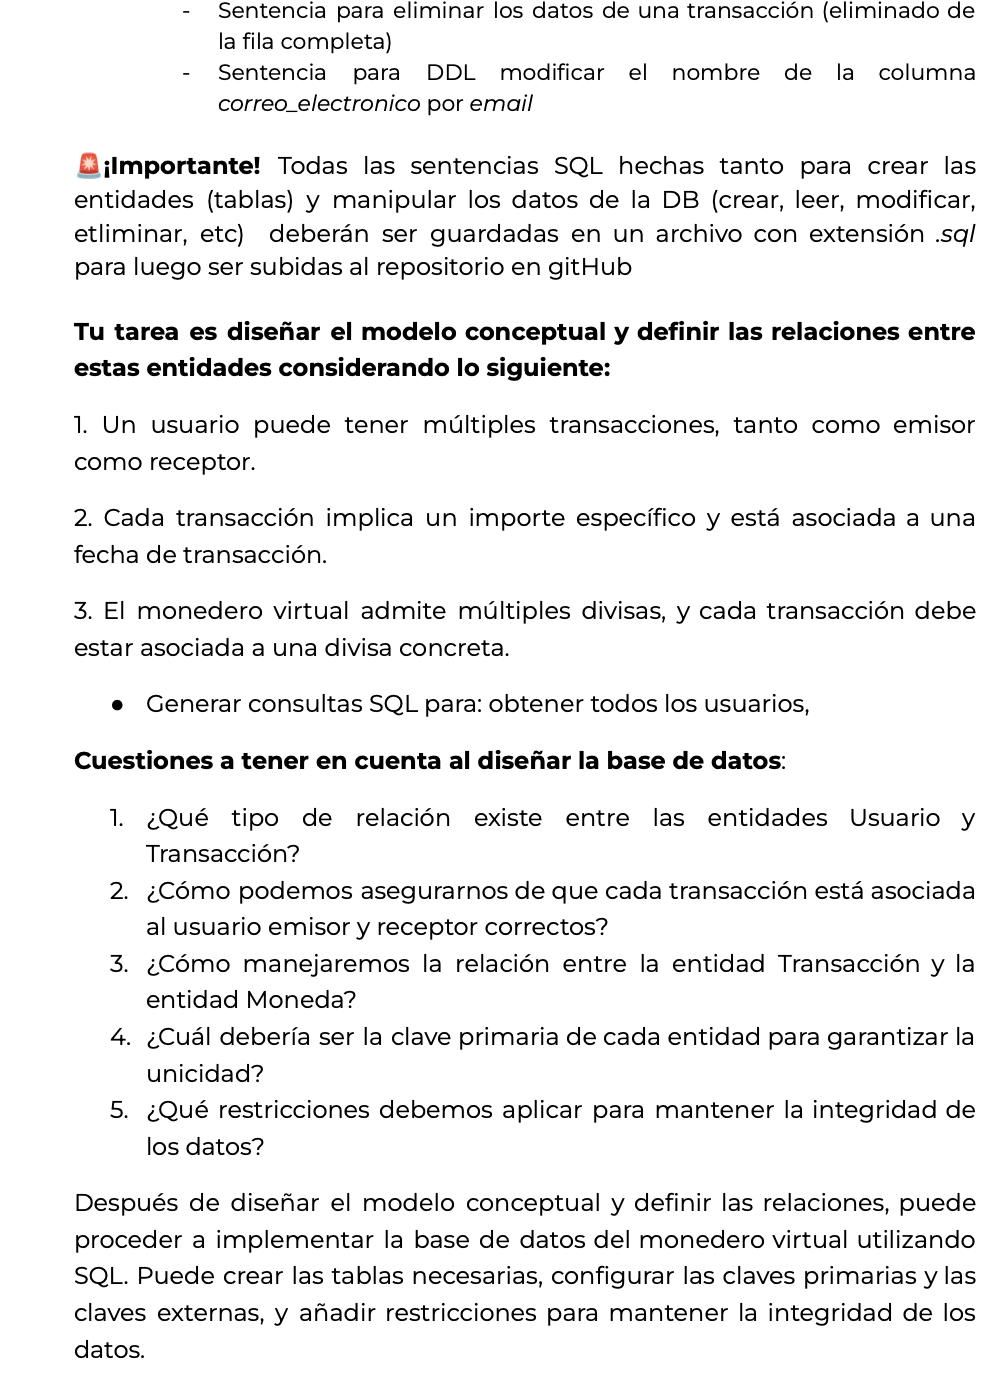 - Sentencia para eliminar los datos de una transacción (eliminado de
la fila completa)
- Sentencia para DDL modificar el nombre de la columna
correo_electronico por email
🚨¡Importante! Todas las sentencias SQL hechas tanto para crear las
entidades (tablas) y manipular los datos de la DB (crear, leer, modificar,
etliminar, etc) deberán ser guardadas en un archivo con extensión .sql
para luego ser subidas al repositorio en gitHub
Tu tarea es diseñar el modelo conceptual y definir las relaciones entre
estas entidades considerando lo siguiente:
1. Un usuario puede tener múltiples transacciones, tanto como emisor
como receptor.
2. Cada transacción implica un importe específico y está asociada a una
fecha de transacción.
3. El monedero virtual admite múltiples divisas, y cada transacción debe
estar asociada a una divisa concreta.
● Generar consultas SQL para: obtener todos los usuarios,
Cuestiones a tener en cuenta al diseñar la base de datos:
1. ¿Qué tipo de relación existe entre las entidades Usuario y
Transacción?
2. ¿Cómo podemos asegurarnos de que cada transacción está asociada
al usuario emisor y receptor correctos?
3. ¿Cómo manejaremos la relación entre la entidad Transacción y la
entidad Moneda?
4. ¿Cuál debería ser la clave primaria de cada entidad para garantizar la
unicidad?
5. ¿Qué restricciones debemos aplicar para mantener la integridad de
los datos?
Después de diseñar el modelo conceptual y definir las relaciones, puede
proceder a implementar la base de datos del monedero virtual utilizando
SQL. Puede crear las tablas necesarias, configurar las claves primarias y las
claves externas, y añadir restricciones para mantener la integridad de los
datos.